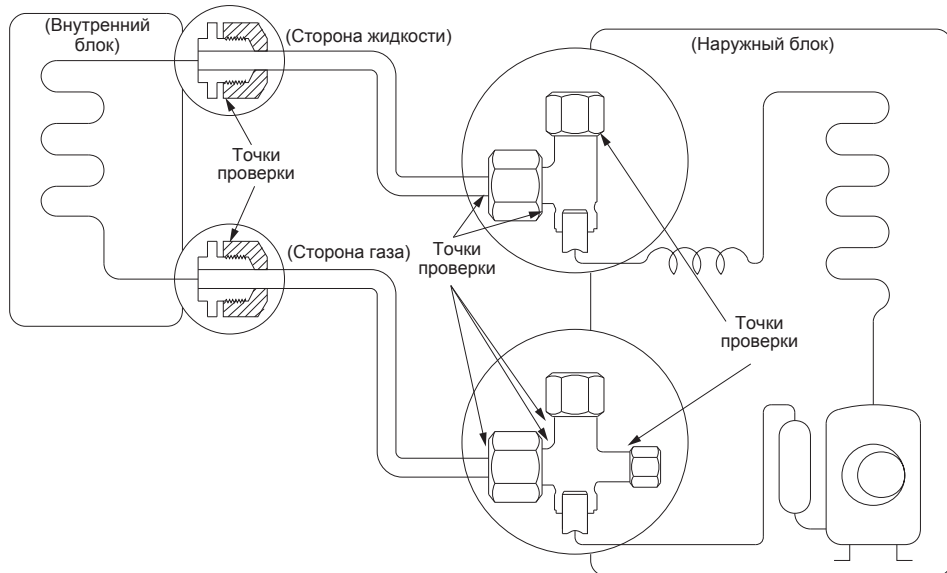 (Внутренний
блок)
(Сторона жидкости)
(Наружный блок)
Точки
проверки
(Сторона газа)
Точки
проверки
Точки
проверки